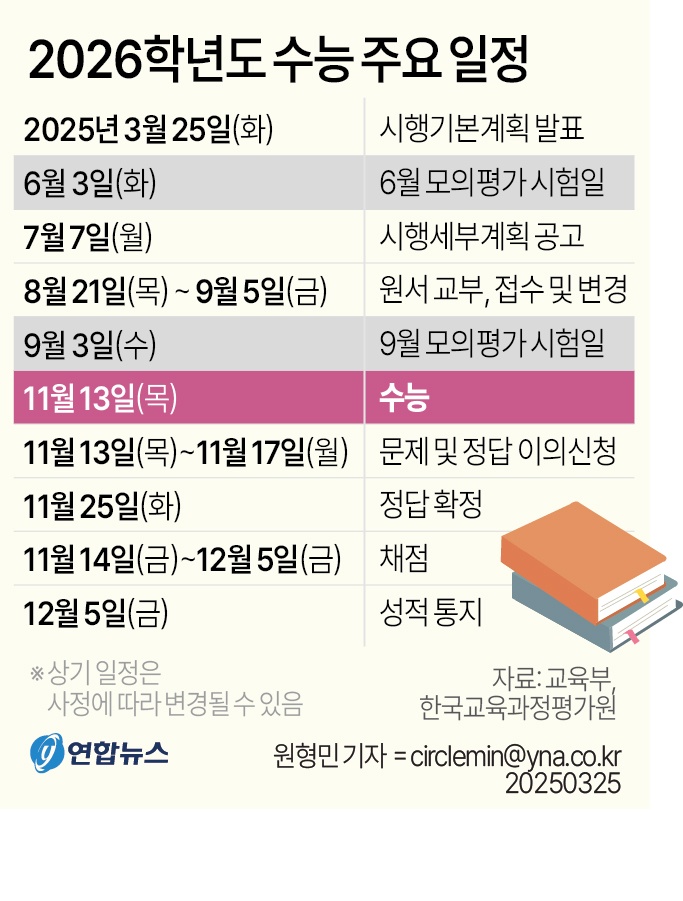 2026학년도 수능 주요 일정
2025년 3월 25일(화) 시행기본계획 발표
6월 3일(화) 6월 모의평가 시험일
7월 7일(월) 시행세부계획 공고
8월 21일(목) ~ 9월 5일(금) 원서 교부, 접수 및 변경
9월 3일(수) 9월 모의평가 시험일
11월 13일(목) 수능
11월 13일(목)~11월 17일(월) 문제 및 정답 이의신청
11월 25일(화) 정답 확정
11월 14일(금)~12월 5일(금) 채점
12월 5일(금) 성적 통지
※ 상기 일정은
사정에 따라 변경될 수 있음
자료: 교육부,
한국교육과정평가원
y 연합뉴스
원형민 기자 = circlemin@yna.co.kr
20250325